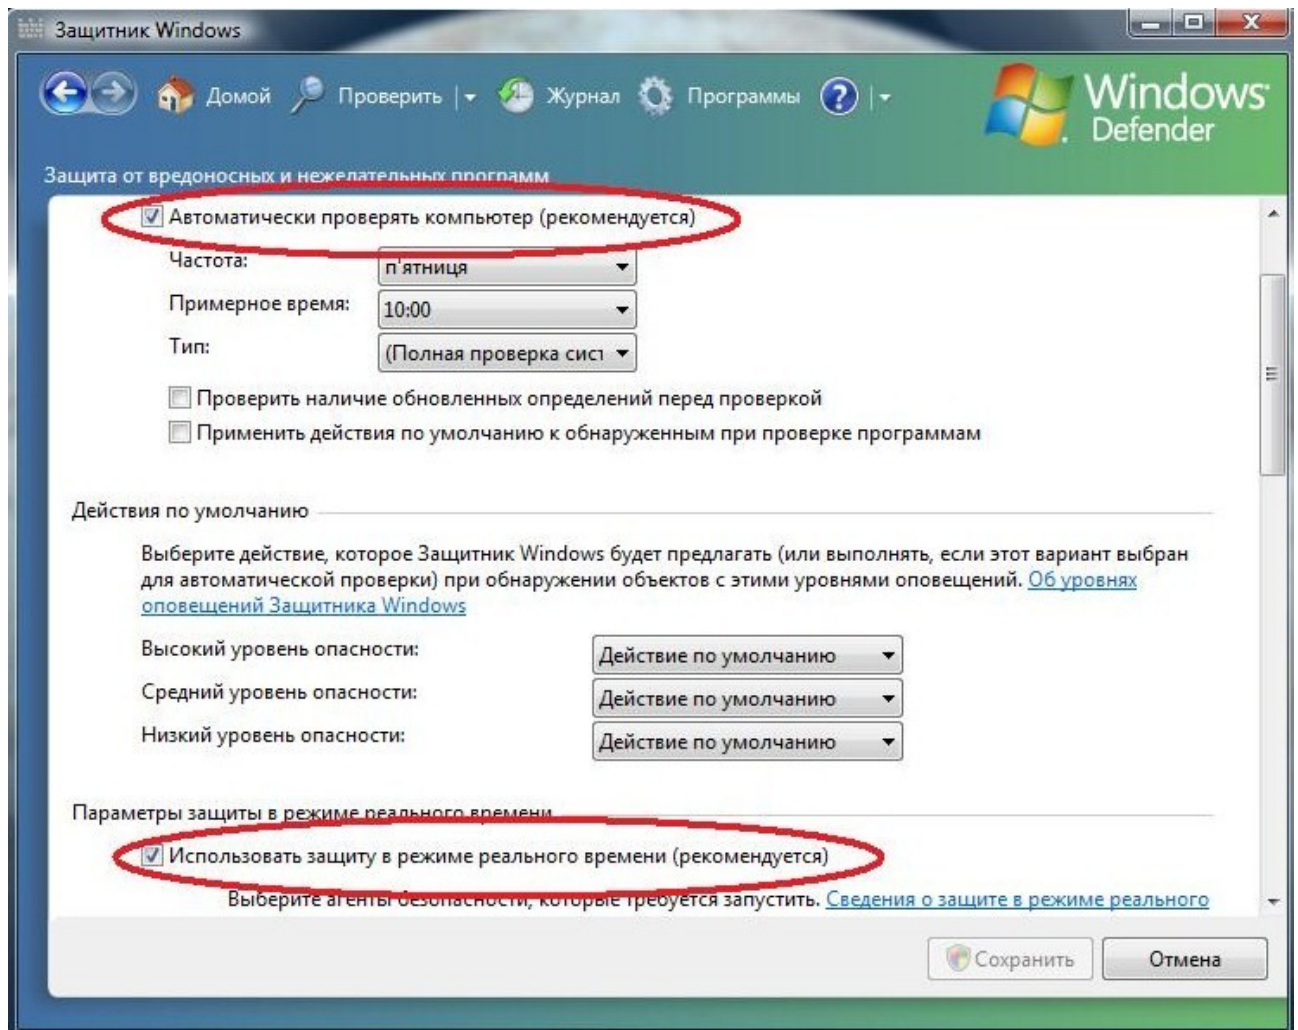 Защитник Windows
Домой Проверить Журнал Программы ?
Windows Defender
Защита от вредоносных и нежелательных программ
Автоматически проверять компьютер (рекомендуется)
Частота: п'ятниця
Примерное время: 10:00
Тип: (Полная проверка сист
Проверить наличие обновленных определений перед проверкой
Применить действия по умолчанию к обнаруженным при проверке программам
Действия по умолчанию
Выберите действие, которое Защитник Windows будет предлагать (или выполнять, если этот вариант выбран
для автоматической проверки) при обнаружении объектов с этими уровнями оповещений. Об уровнях
оповещений Защитника Windows
Высокий уровень опасности: Действие по умолчанию
Средний уровень опасности: Действие по умолчанию
Низкий уровень опасности: Действие по умолчанию
Параметры защиты в режиме реального времени
Использовать защиту в режиме реального времени (рекомендуется)
Выберите агенты безопасности, которые требуется запустить. Сведения о защите в режиме реального
Сохранить Отмена